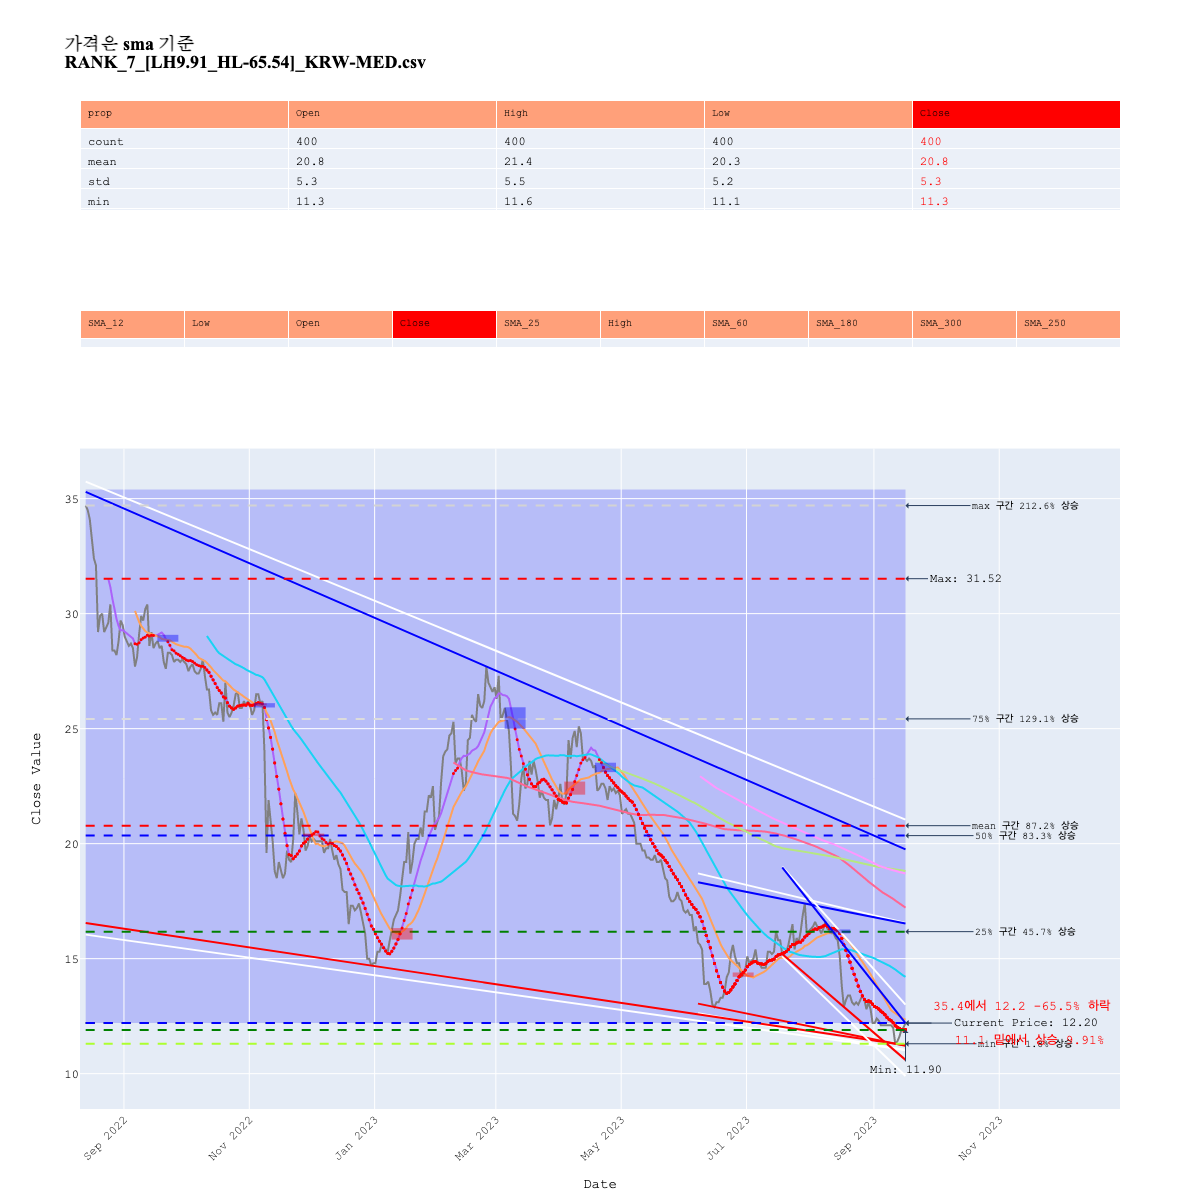 가격은 sma 기준
RANK_7_[LH9.91_HL-65.54]_KRW-MED.csv
prop Open High Low Close
count 400 400 400 400
mean 20.8 21.4 20.3 20.8
std 5.3 5.5 5.2 5.3
min 11.3 11.6 11.1 11.3
SMA_12 Low Open Close SMA_25 High SMA_60 SMA_180 SMA_300 SMA_250
35
max 구간 212.6% 상승
Max: 31.52
30
75% 구간 129.1% 상승
25
mean 구간 87.2% 상승
50% 구간 83.3% 상승
20
25% 구간 45.7% 상승
15
35.4에서 12.2 -65.5% 하락
Current Price: 12.20
11.1 밑에서 상승 9.91%
min 구간 1.8% 상승
Min: 11.90
10
Close Value
Sep 2022 Nov 2022 Jan 2023 Mar 2023 May 2023 Jul 2023 Sep 2023 Nov 2023
Date